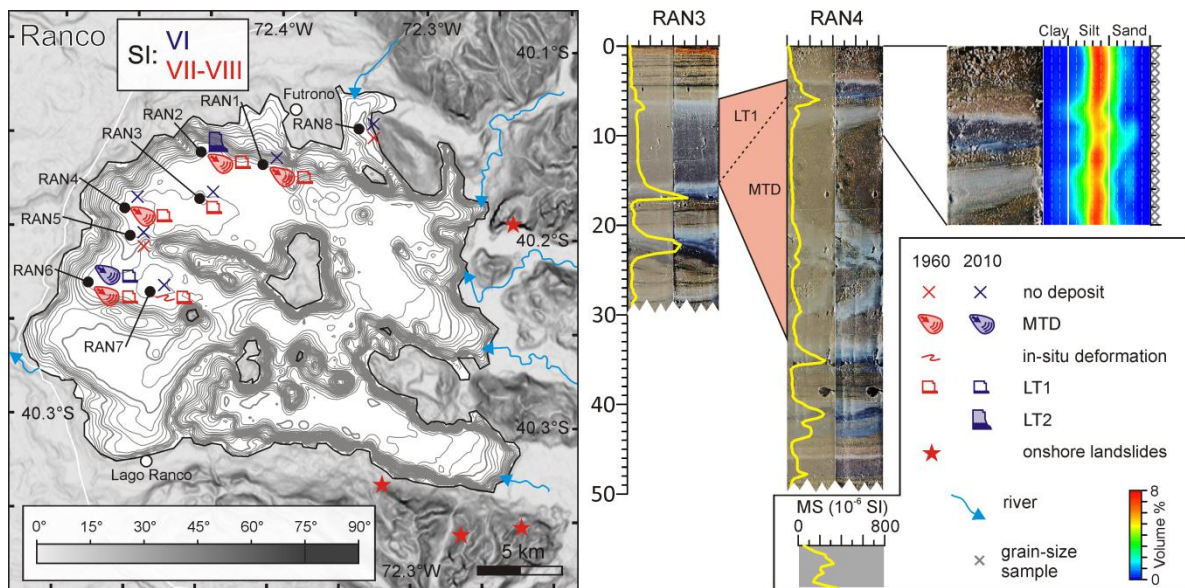 Ranco
SI: VI
VII-VIII
72.4°W
72.3°W
40.1°S
Futrono
RAN1
RAN2
RAN3
RAN8
RAN4
RAN5
40.2°S
RAN6
RAN7
40.3°S
40.3°S
Lago Ranco
72.3°W
0° 15° 30° 45° 60° 75° 90°
5 km
RAN3
RAN4
Clay Silt Sand
0
10
20
30
40
50
LT1
MTD
MS (10⁻⁶ SI)
0 800
1960 2010
no deposit
MTD
in-situ deformation
LT1
LT2
onshore landslides
river
grain-size
sample
8
Volume %
0